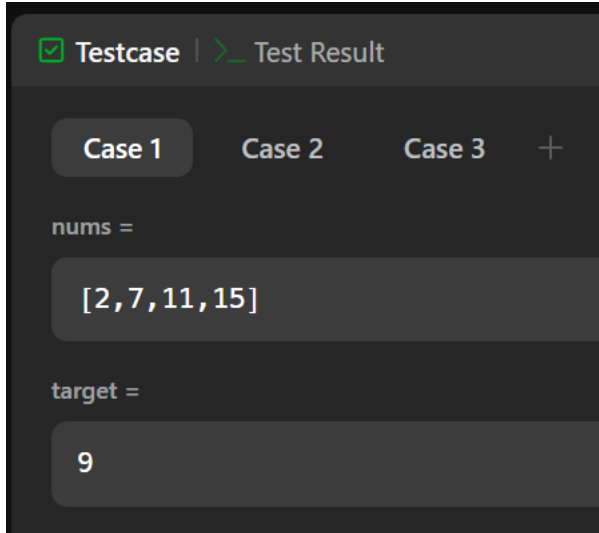 Testcase | >_ Test Result
Case 1 Case 2 Case 3 +
nums =
[2,7,11,15]
target =
9